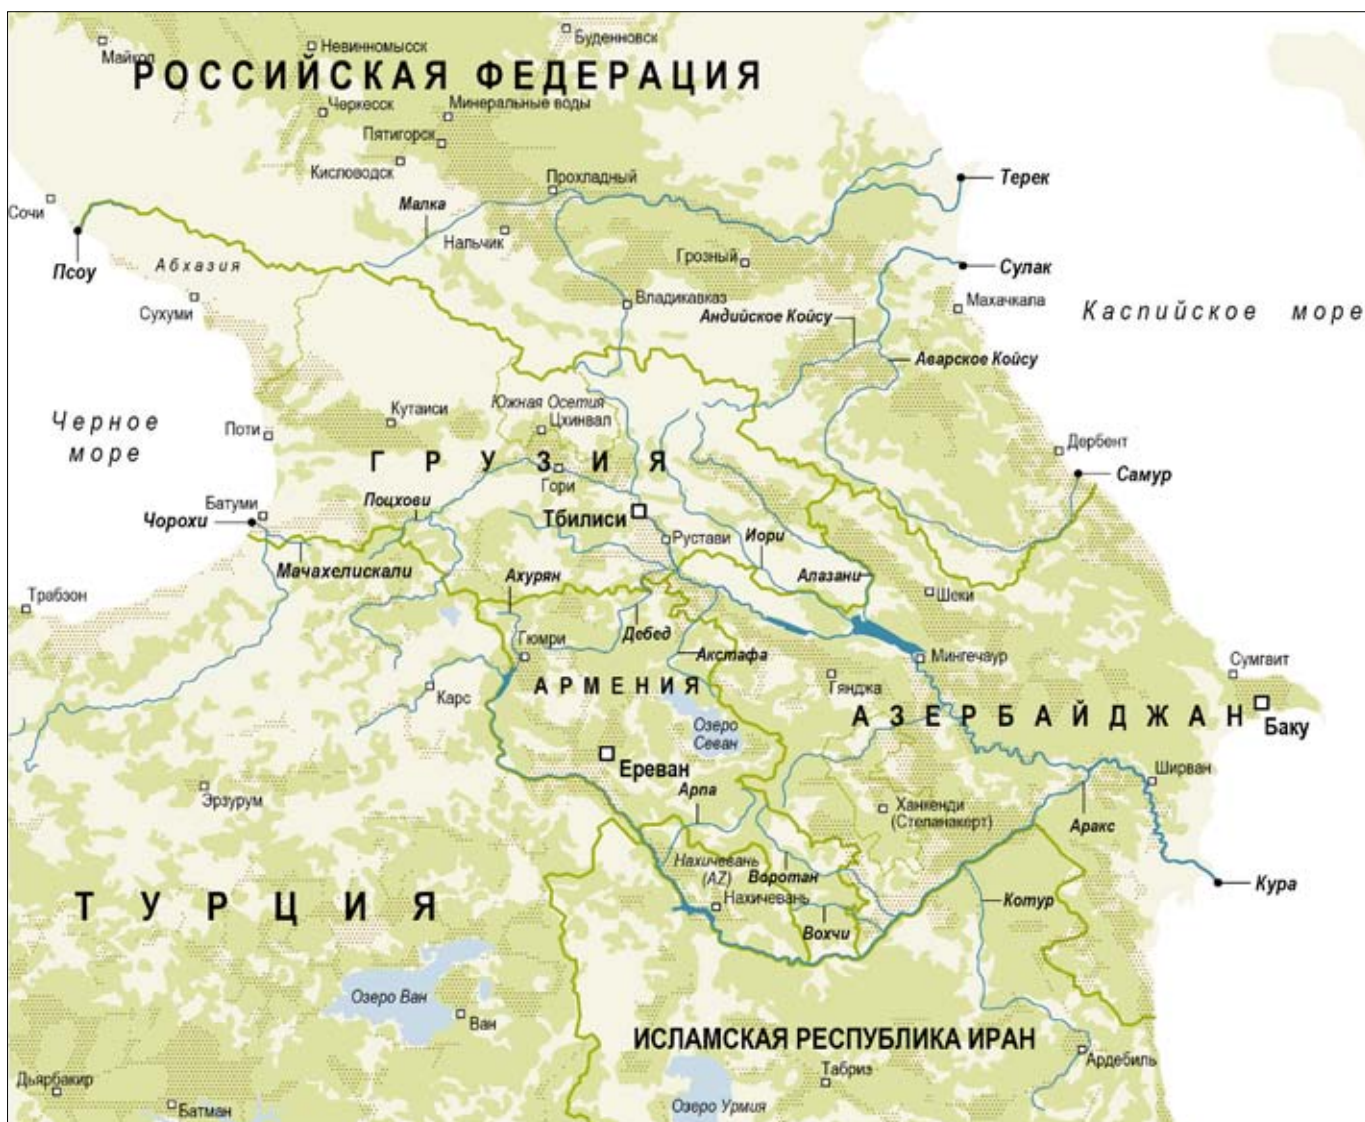 Буденновск
Невинномысск
Майкоп
РОССИЙСКАЯ ФЕДЕРАЦИЯ
Черкесск
Минеральные воды
Пятигорск
Кисловодск
Прохладный
Терек
Малка
Сочи
Нальчик
Грозный
Псоу
Абхазия
Сулак
Владикавказ
Махачкала
Сухуми
Андийское Койсу
Каспийское море
Аварское Койсу
Южная Осетия
Кутаиси
Цхинвал
Черное
море
Поти
Дербент
ГРУЗИЯ
Самур
Гори
Поцхови
Батуми
Чорохи
Тбилиси
Рустави
Иори
Мачахелискали
Ахурян
Алазани
Трабзон
Шеки
Дебед
Гюмри
Акстафа
Мингечаур
Сумгаит
АРМЕНИЯ
Гянджа
Карс
АЗЕРБАЙДЖАН
Озеро
Севан
Баку
Ереван
Ширван
Арпа
Эрзурум
Ханкенди
(Степанакерт)
Аракс
Нахичевань
(AZ)
Воротан
Кура
Нахичевань
Котур
ТУРЦИЯ
Вохчи
Озеро Ван
Ван
ИСЛАМСКАЯ РЕСПУБЛИКА ИРАН
Ардебиль
Табриз
Дьярбакир
Озеро Урмия
Батман